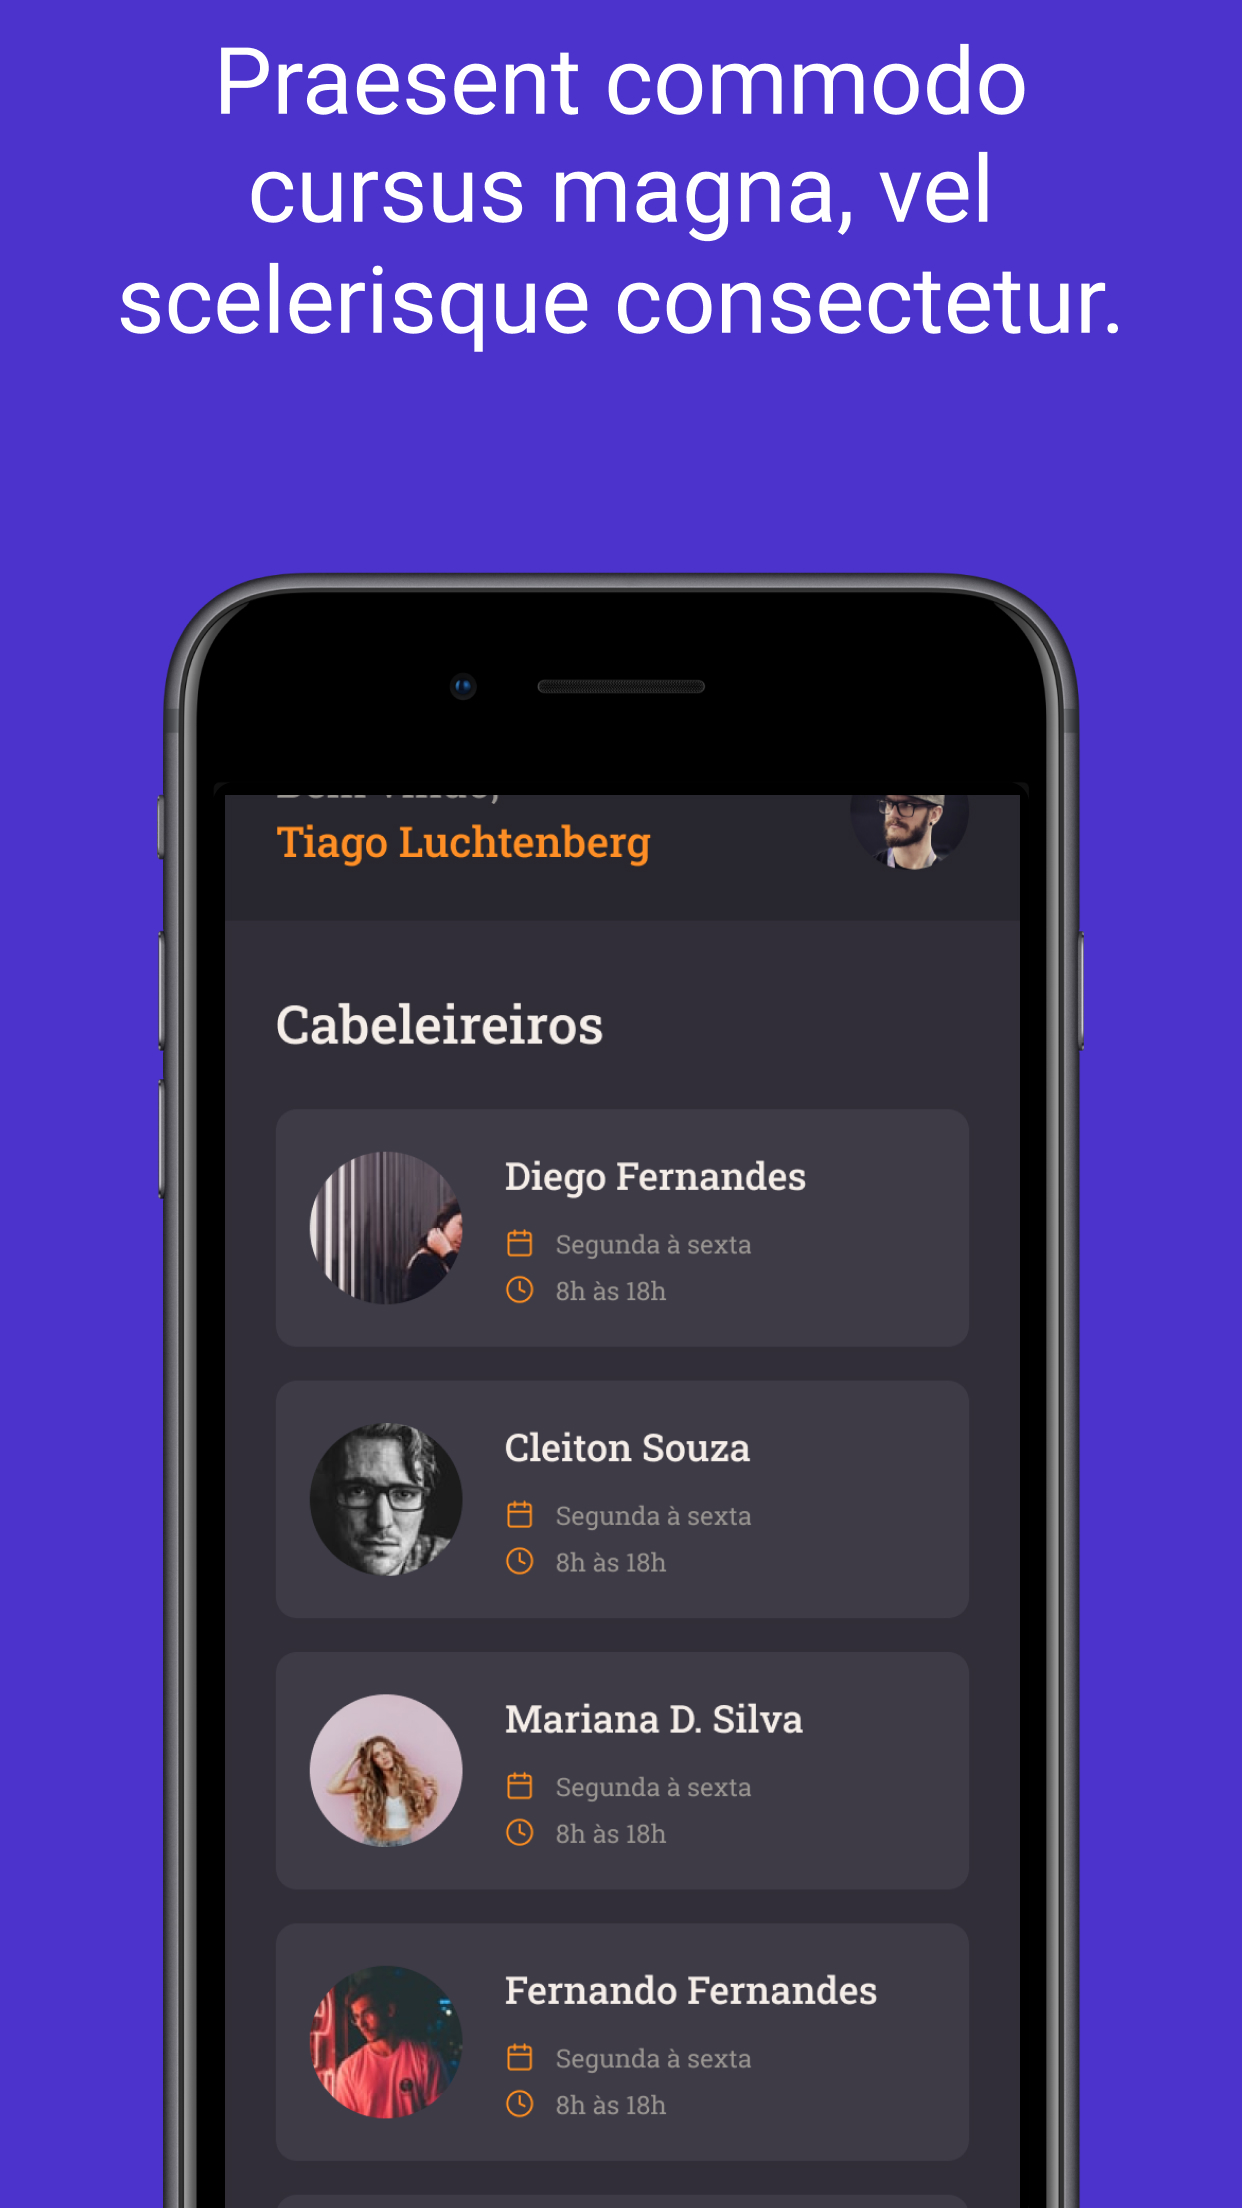 Praesent commodo
cursus magna, vel
scelerisque consectetur.
Tiago Luchtenberg
Cabeleireiros
Diego Fernandes
Segunda à sexta
8h às 18h
Cleiton Souza
Segunda à sexta
8h às 18h
Mariana D. Silva
Segunda à sexta
8h às 18h
Fernando Fernandes
Segunda à sexta
8h às 18h